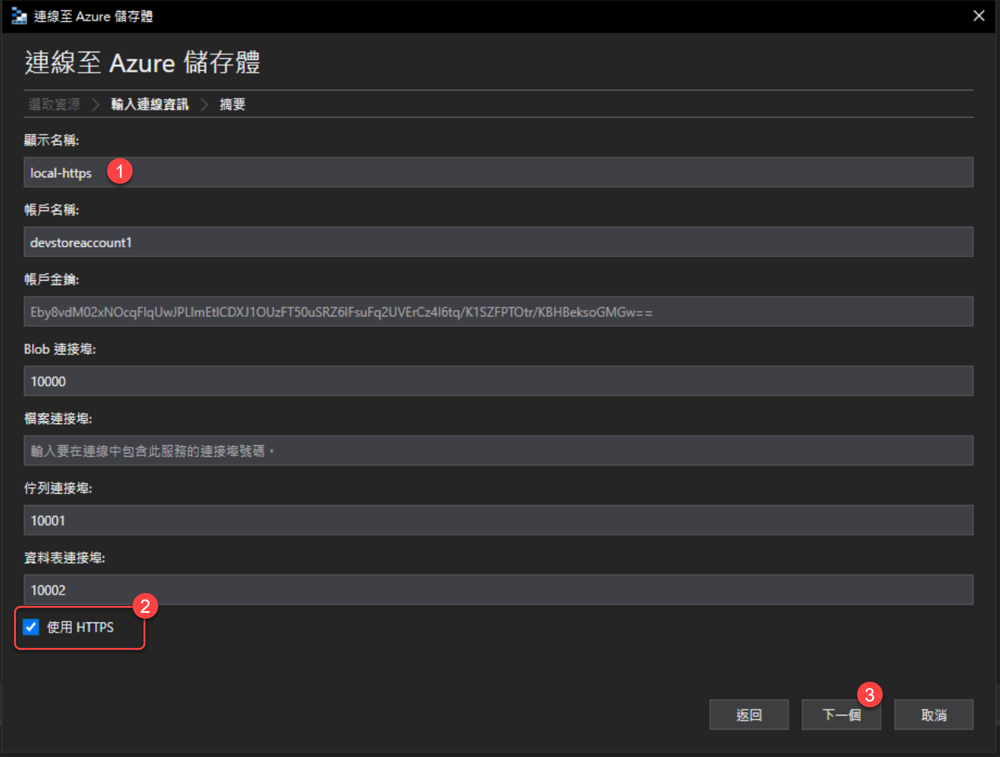 連線至 Azure 儲存體
連線至 Azure 儲存體
選取資源 > 輸入連線資訊 > 摘要
顯示名稱:
local-https 1
帳戶名稱:
devstoreaccount1
帳戶金鑰:
Eby8vdM02xNOcqFlqUwJPLlmEtlCDXJ1OUzFT50uSRZ6IFsuFq2UVErCz4I6tq/K1SZFPTOtr/KBHBeksoGMGw==
Blob 連接埠:
10000
檔案連接埠:
輸入要在連線中包含此服務的連接埠號碼。
佇列連接埠:
10001
資料表連接埠:
10002
2
使用 HTTPS
3
返回 下一個 取消